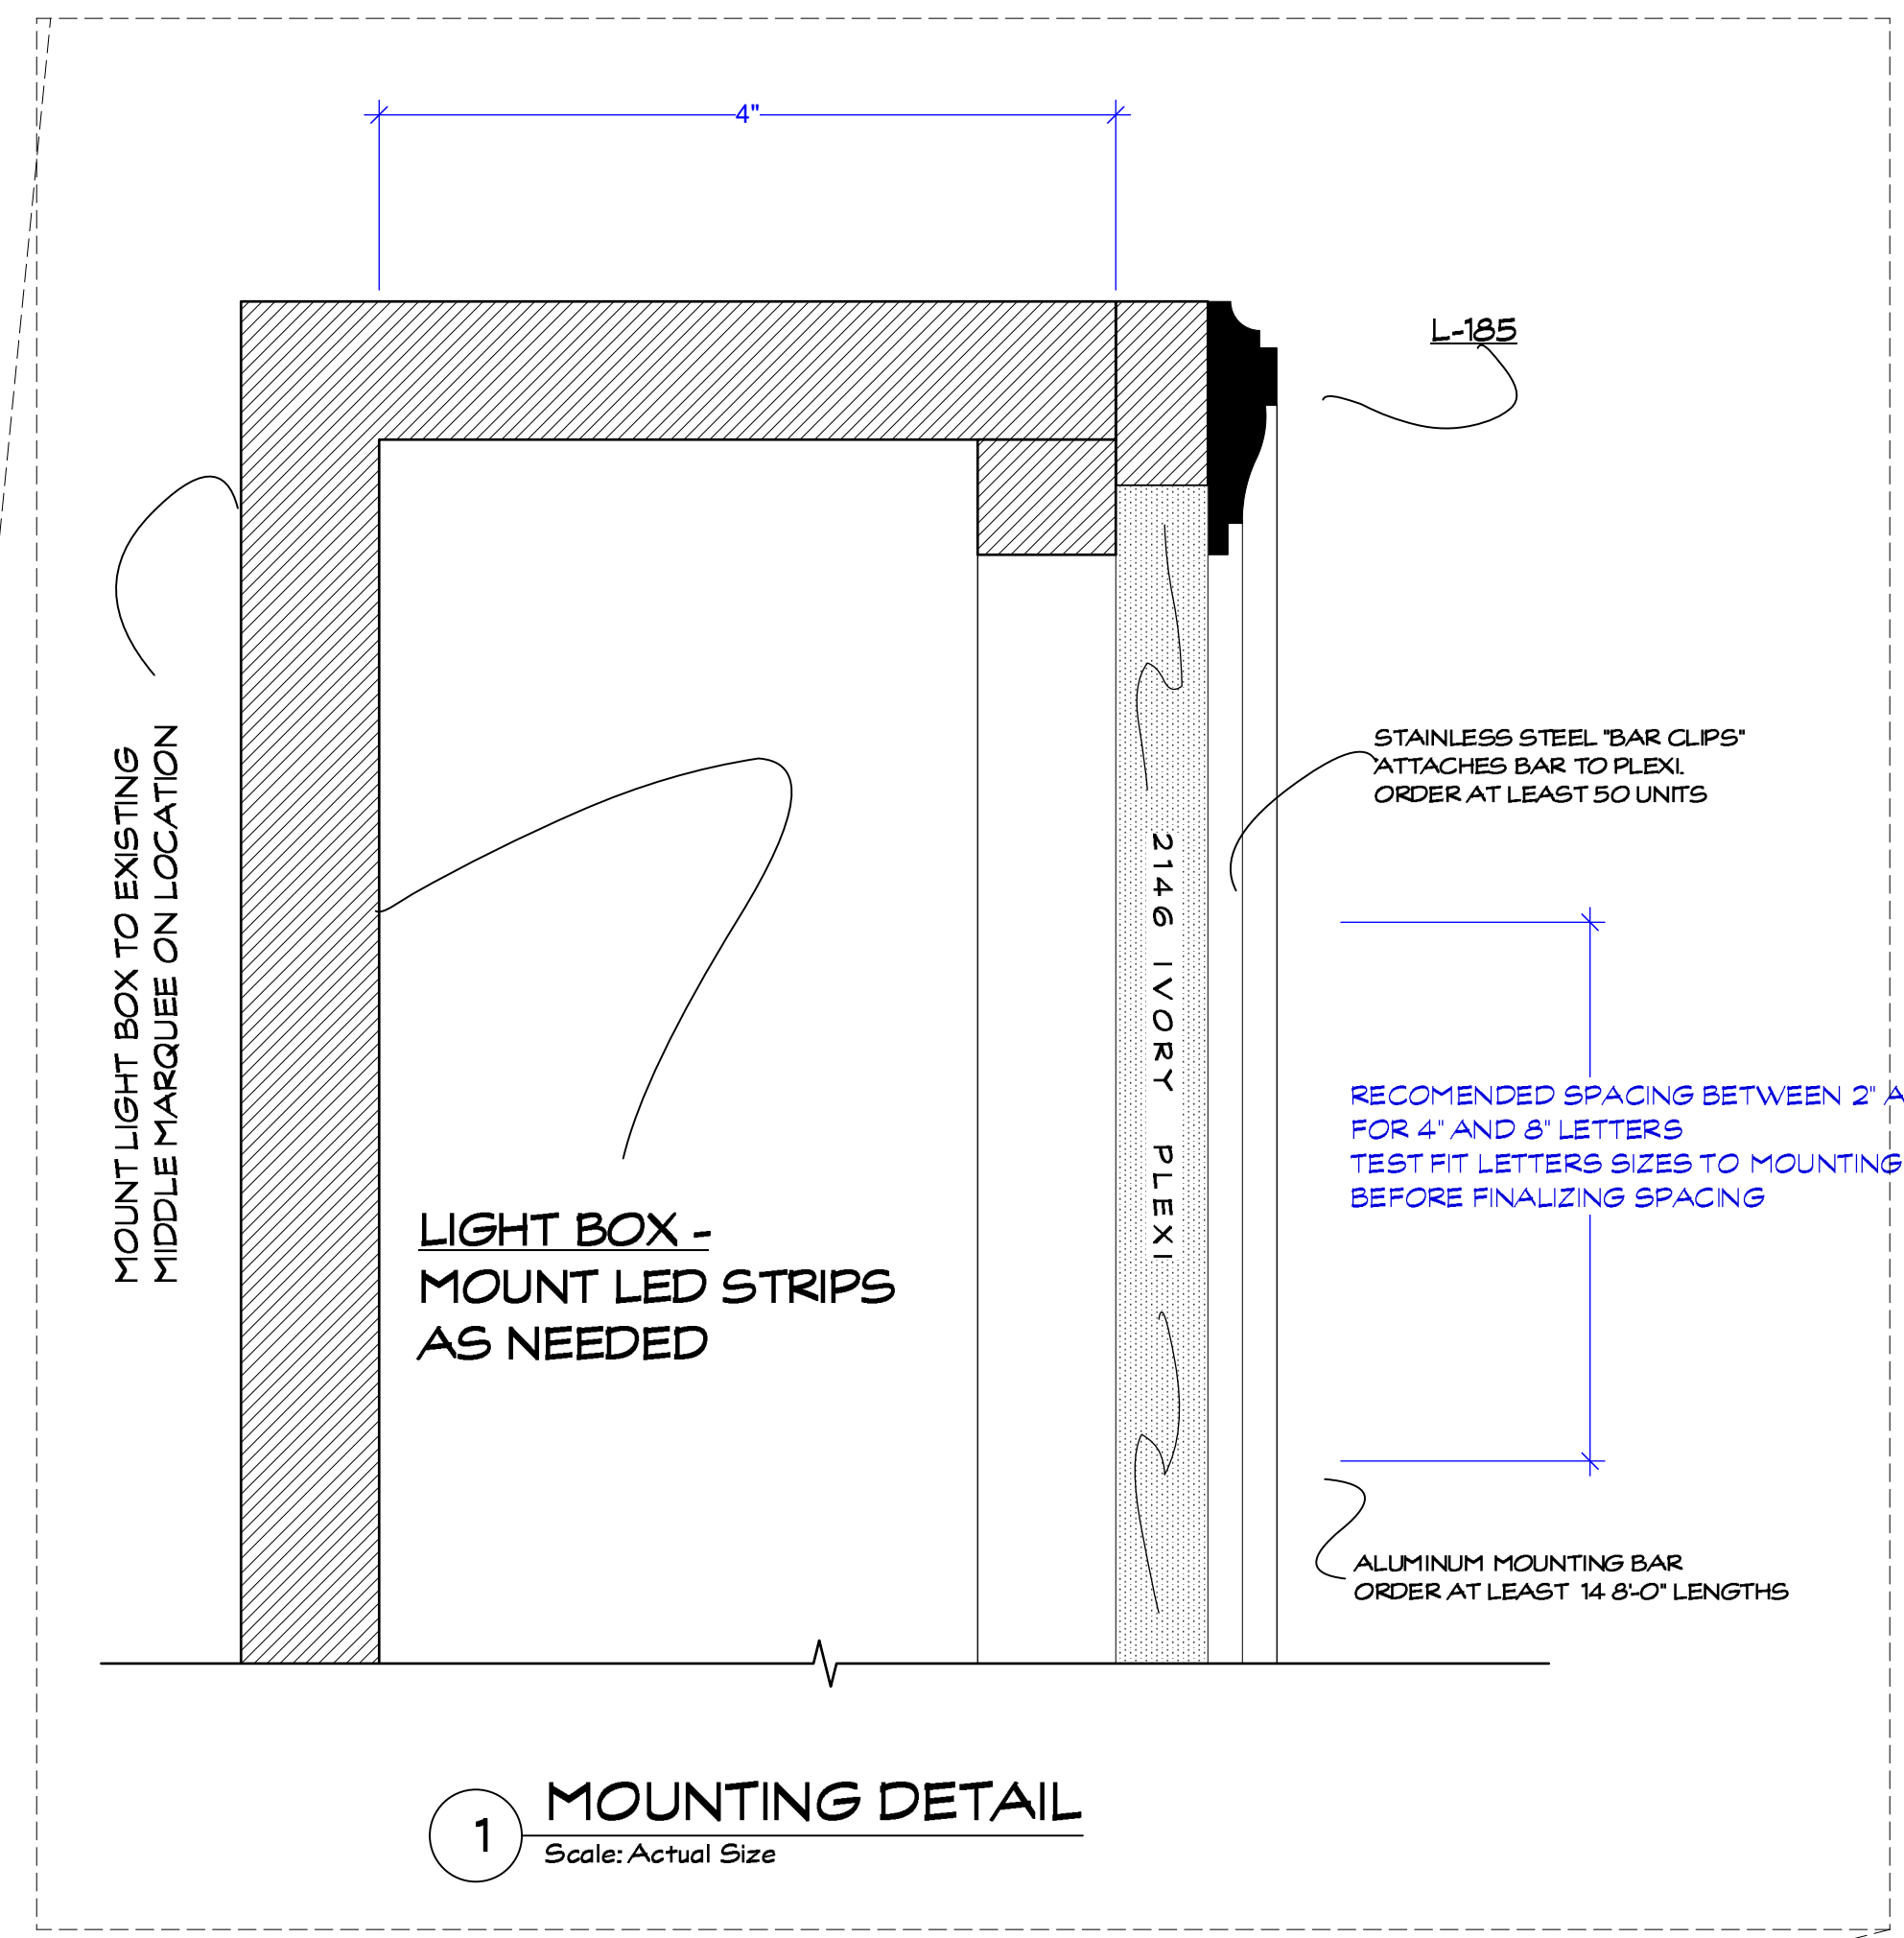 4"
L-185
MOUNT LIGHT BOX TO EXISTING
MIDDLE MARQUEE ON LOCATION
STAINLESS STEEL "BAR CLIPS"
ATTACHES BAR TO PLEXI.
ORDER AT LEAST 50 UNITS
2146 IVORY PLEXI
RECOMENDED SPACING BETWEEN 2"
FOR 4" AND 8" LETTERS
TEST FIT LETTERS SIZES TO MOUNTING
BEFORE FINALIZING SPACING
LIGHT BOX -
MOUNT LED STRIPS
AS NEEDED
ALUMINUM MOUNTING BAR
ORDER AT LEAST 14 8'-0" LENGTHS
1
MOUNTING DETAIL
Scale: Actual Size